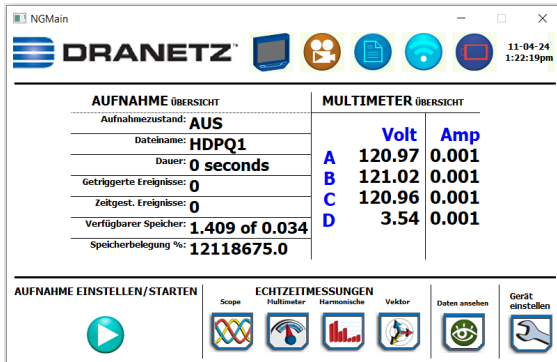 NGMain
DRANETZ
11-04-24
1:22:19pm
AUFNAHME ÜBERSICHT
Aufnahmezustand: AUS
Dateiname: HDPQ1
Dauer: 0 seconds
Getriggerte Ereignisse: 0
Zeitgest. Ereignisse: 0
Verfügbarer Speicher: 1.409 of 0.034
Speicherbelegung %: 12118675.0
MULTIMETER ÜBERSICHT
Volt Amp
A 120.97 0.001
B 121.02 0.001
C 120.96 0.001
D 3.54 0.001
AUFNAHME EINSTELLEN/STARTEN
ECHTZEITMESSUNGEN
Scope Multimeter Harmonische Vektor
Daten ansehen
Gerät
einstellen